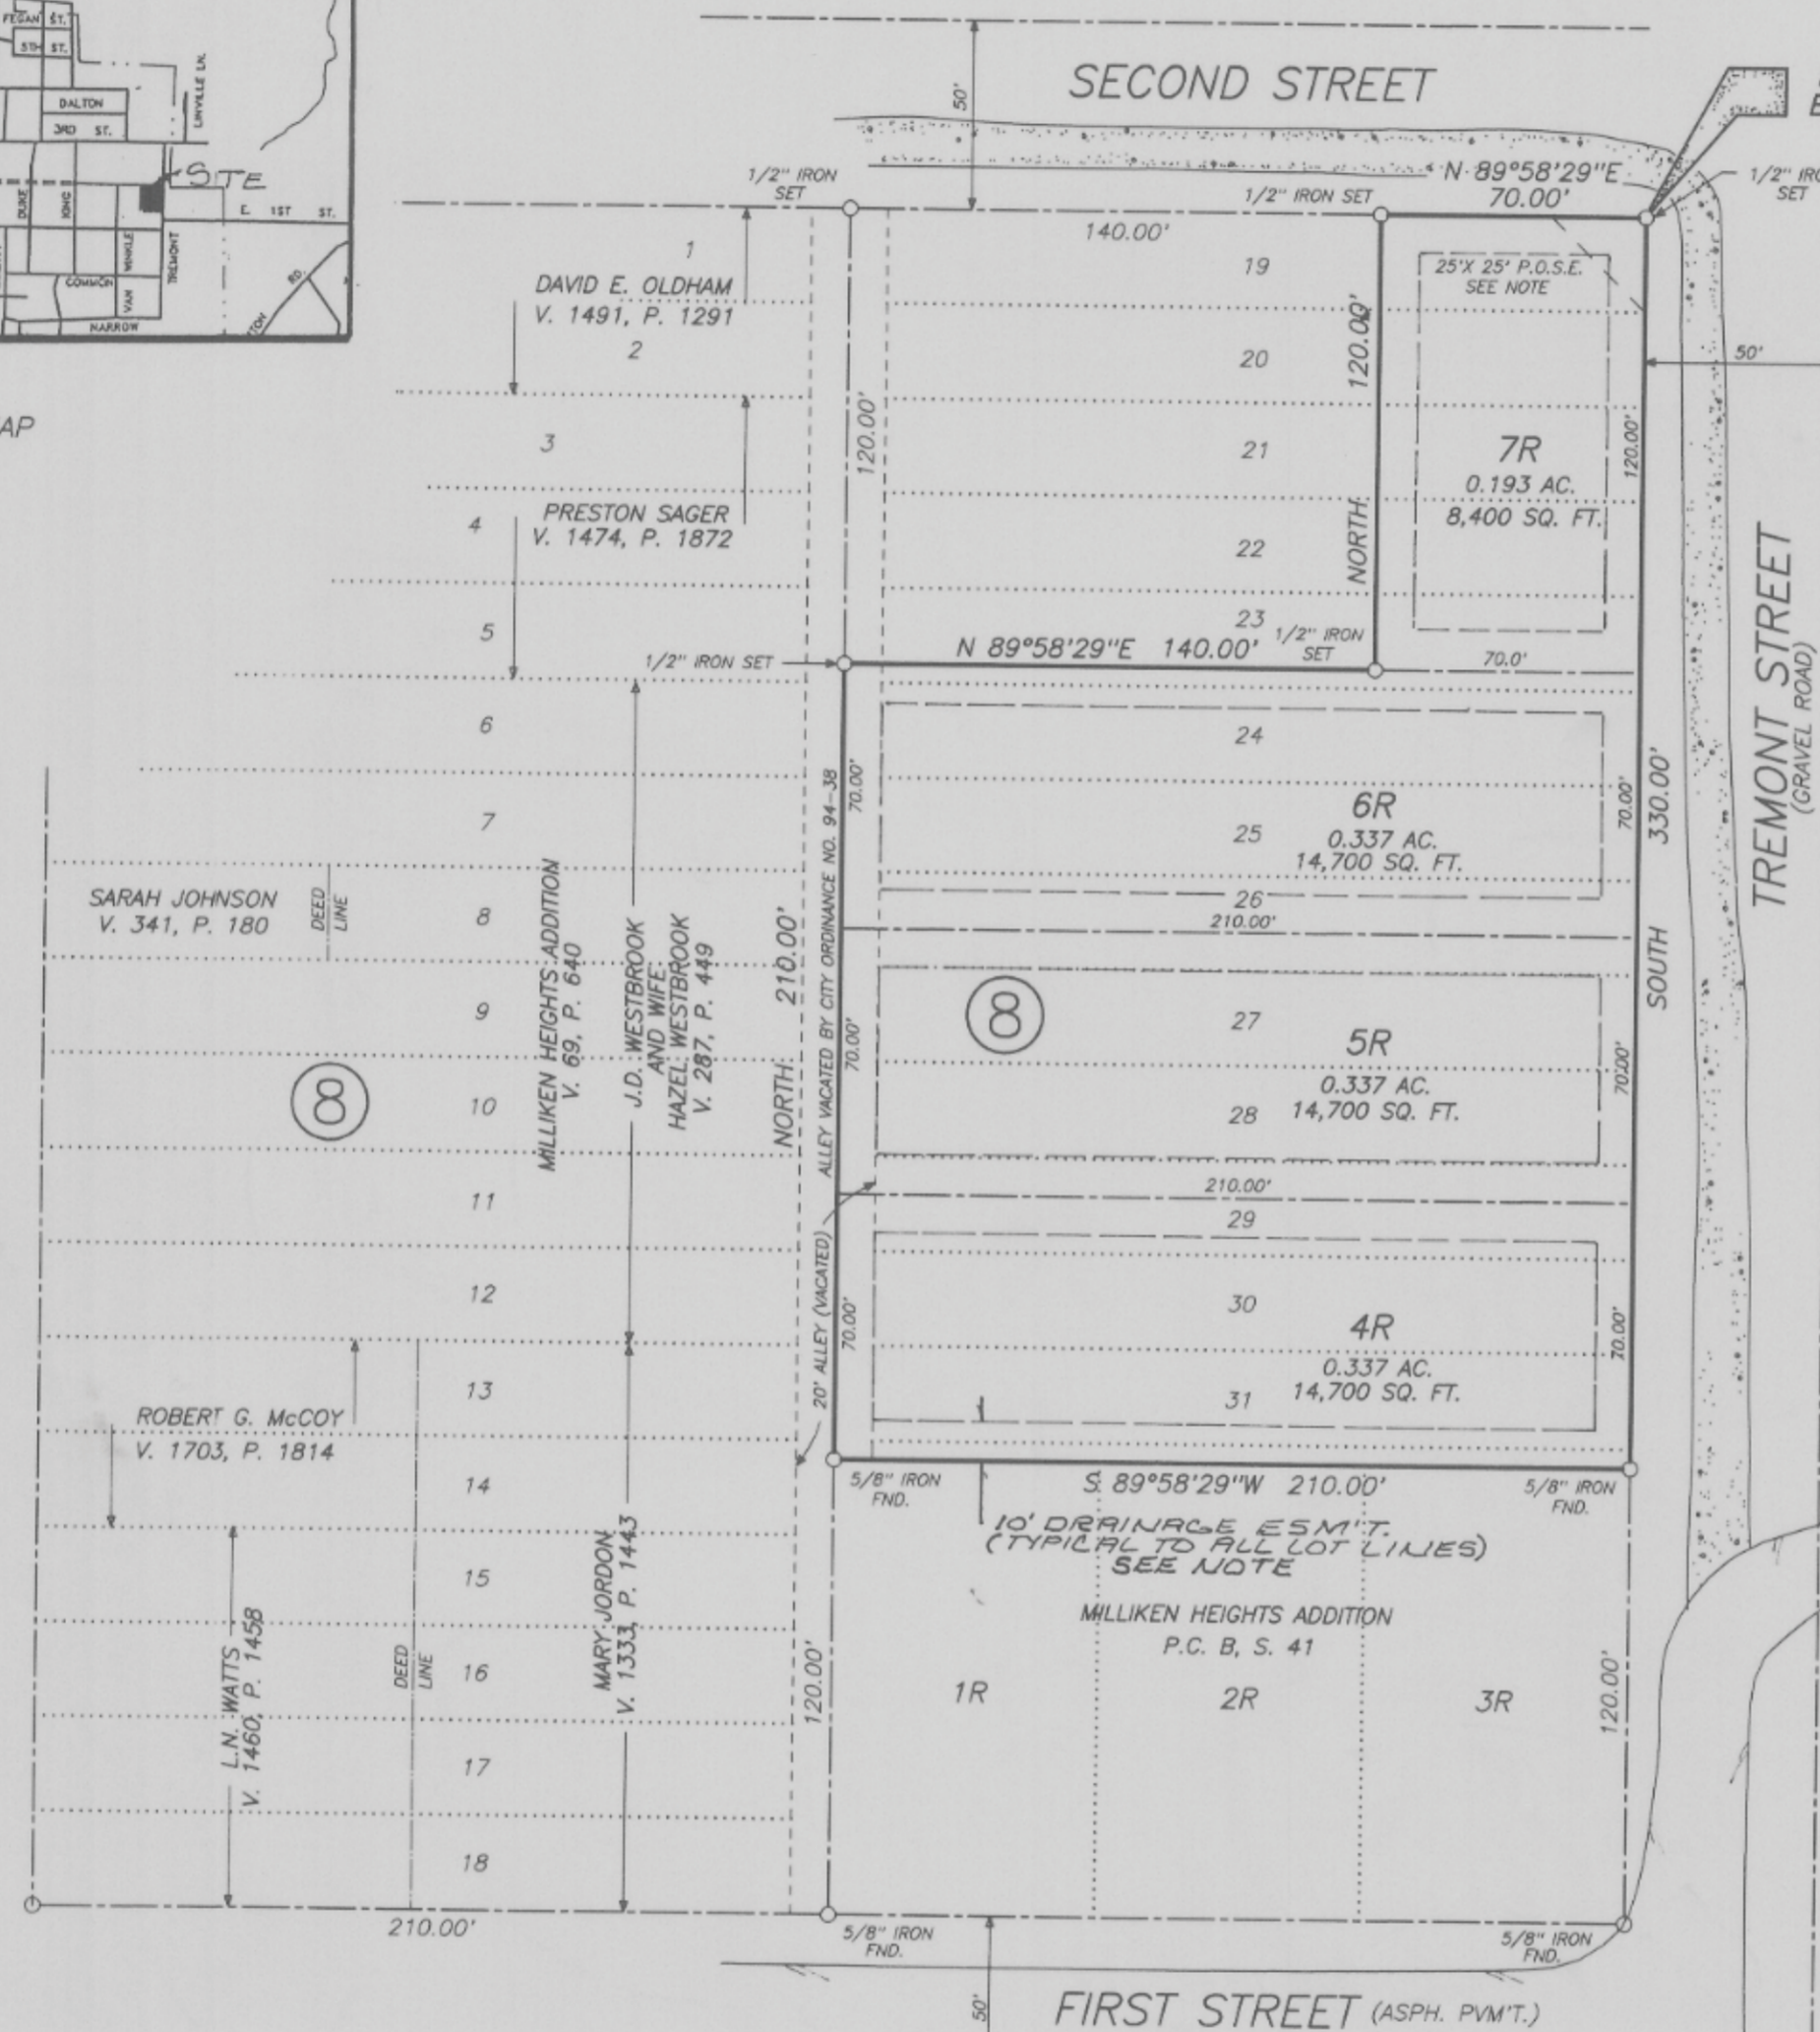 FEGAN ST.
5TH ST.
DALTON
3RD ST.
LINVILLE LN.
SITE
DUKE
KING
E. 1ST ST.
WINKLE
VAN
TREMONT
COMMON
NARROW
RD.
AP
SECOND STREET
50'
1/2" IRON
SET
1/2" IRON SET
N 89°58'29"E
70.00'
SET
140.00'
1
DAVID E. OLDHAM
V. 1491, P. 1291
2
3
4
PRESTON SAGER
V. 1474, P. 1872
5
1/2" IRON SET
6
7
SARAH JOHNSON
V. 341, P. 180
DEED
LINE
8
9
10
8
11
12
13
ROBERT G. McCOY
V. 1703, P. 1814
14
15
16
DEED
LINE
17
18
L.N. WATTS
V. 1460, P. 1458
MARY JORDON
V. 1333, P. 1443
MILLIKEN HEIGHTS ADDITION
V. 69, P. 640
J.D. WESTBROOK
AND WIFE
HAZEL WESTBROOK
V. 287, P. 449
NORTH 210.00'
ALLEY VACATED BY CITY ORDINANCE NO. 94-38
20' ALLEY (VACATED)
120.00'
19
20
21
22
23
NORTH 120.00'
25'X 25' P.O.S.E.
SEE NOTE
7R
0.193 AC.
8,400 SQ. FT.
120.00'
50'
N 89°58'29"E 140.00'
1/2" IRON
SET
70.0'
24
70.00'
6R
25
0.337 AC.
14,700 SQ. FT.
70.00'
26
210.00'
8
27
5R
70.00'
0.337 AC.
28
14,700 SQ. FT.
70.00'
210.00'
29
30
4R
70.00'
0.337 AC.
31
14,700 SQ. FT.
70.00'
SOUTH 330.00'
TREMONT STREET
(GRAVEL ROAD)
5/8" IRON
FND.
S 89°58'29"W 210.00'
5/8" IRON
FND.
10' DRAINAGE ESM'T.
(TYPICAL TO ALL LOT LINES)
SEE NOTE
MILLIKEN HEIGHTS ADDITION
P.C. B, S. 41
120.00'
1R
2R
3R
120.00'
210.00'
5/8" IRON
FND.
5/8" IRON
FND.
50'
FIRST STREET (ASPH. PVM'T.)